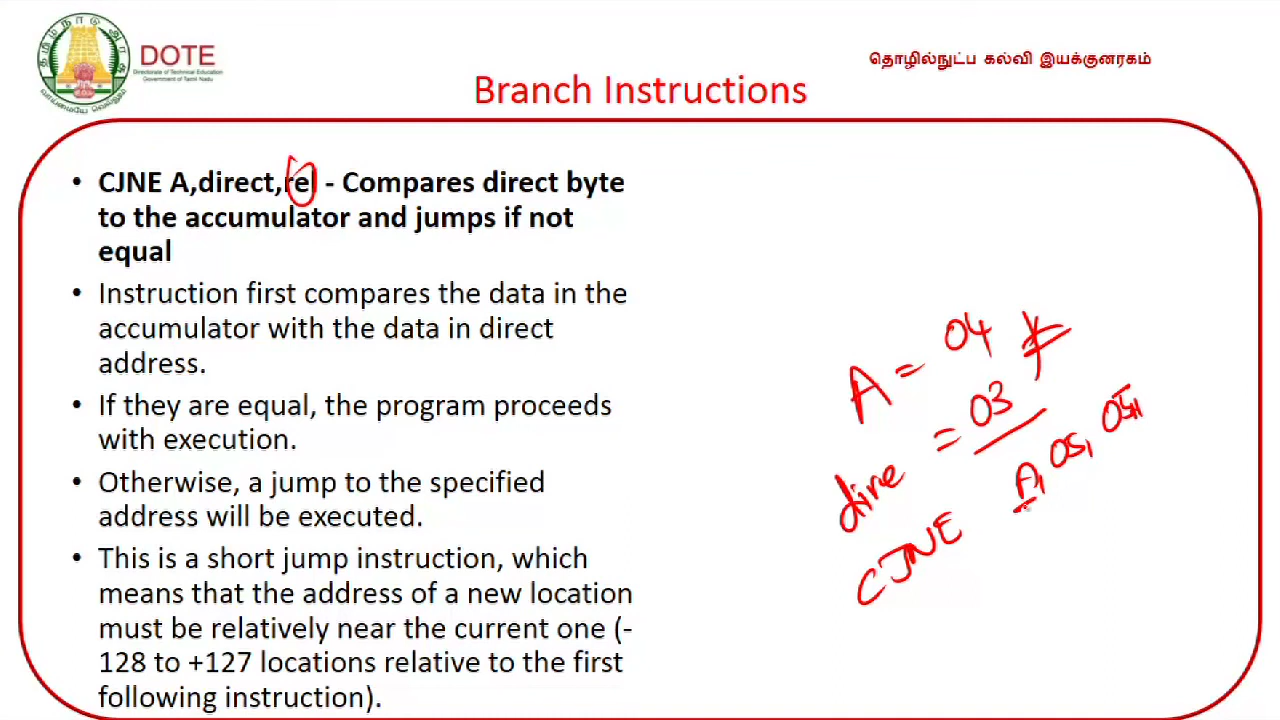 தமிழ்நாடு அரசு
வாய்மையே வெல்லும்
DOTE
Directorate of Technical Education
Government of Tamil Nadu
தொழில்நுட்ப கல்வி இயக்குனரகம்
Branch Instructions
• CJNE A,direct,rel - Compares direct byte
to the accumulator and jumps if not
equal
• Instruction first compares the data in the
accumulator with the data in direct
address.
• If they are equal, the program proceeds
with execution.
• Otherwise, a jump to the specified
address will be executed.
• This is a short jump instruction, which
means that the address of a new location
must be relatively near the current one (-
128 to +127 locations relative to the first
following instruction).
A = 04
dire = 03
CJNE A, 05,